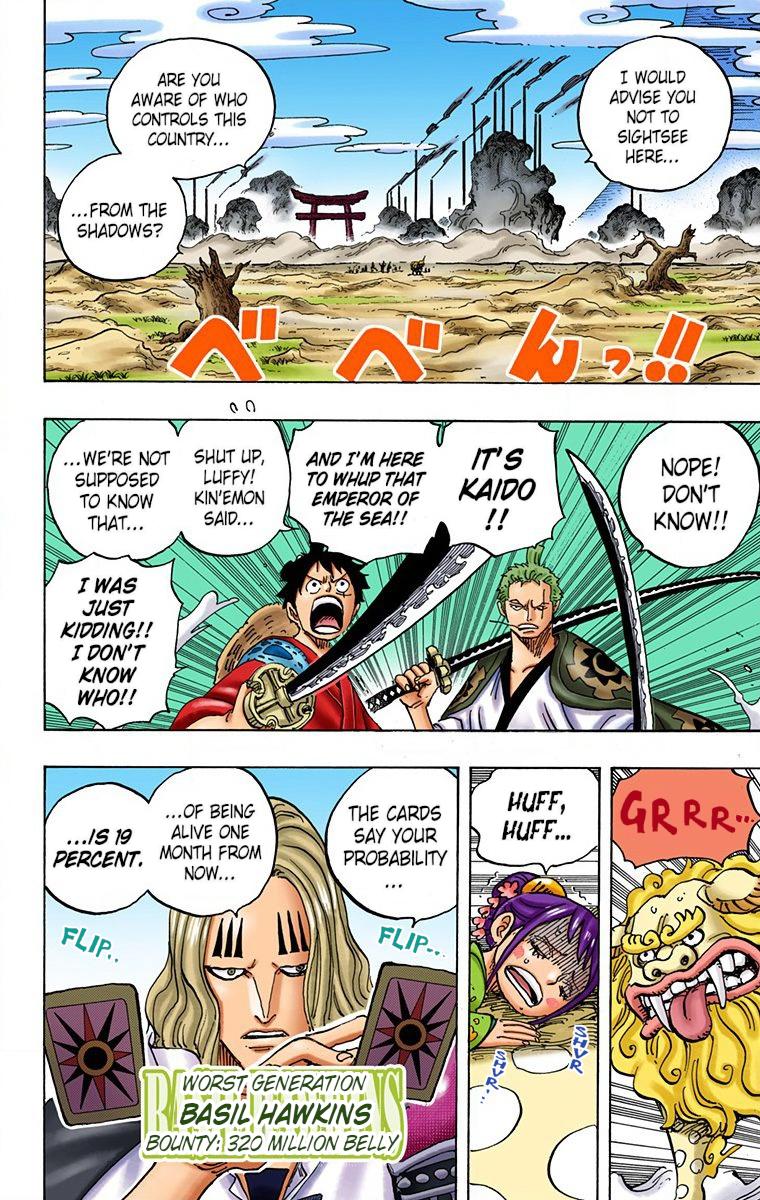 I WOULD
ADVISE YOU
NOT TO
SIGHTSEE
HERE...
ARE YOU
AWARE OF WHO
CONTROLS THIS
COUNTRY...
...FROM THE
SHADOWS?
べべんっ!!
NOPE!
DON'T
KNOW!!
IT'S
KAIDO
!!
AND I'M HERE
TO WHUP THAT
EMPEROR OF
THE SEA!!
SHUT UP,
LUFFY!
KIN'EMON
SAID...
...WE'RE NOT
SUPPOSED
TO KNOW
THAT...
I WAS
JUST
KIDDING!!
I DON'T
KNOW
WHO!!
GRRR...
HUFF,
HUFF...
SHVR..
SHVR..
THE CARDS
SAY YOUR
PROBABILITY
...
...OF BEING
ALIVE ONE
MONTH FROM
NOW...
...IS 19
PERCENT.
FLIP..
FLIP..
WORST GENERATION
BASIL HAWKINS
BOUNTY: 320 MILLION BELLY